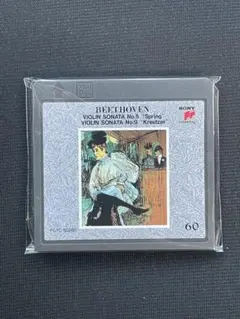 BEETHOVEN
VIOLIN SONATA No.5 "Spring"
VIOLIN SONATA No.9 "Kreutzer"
SONY
60